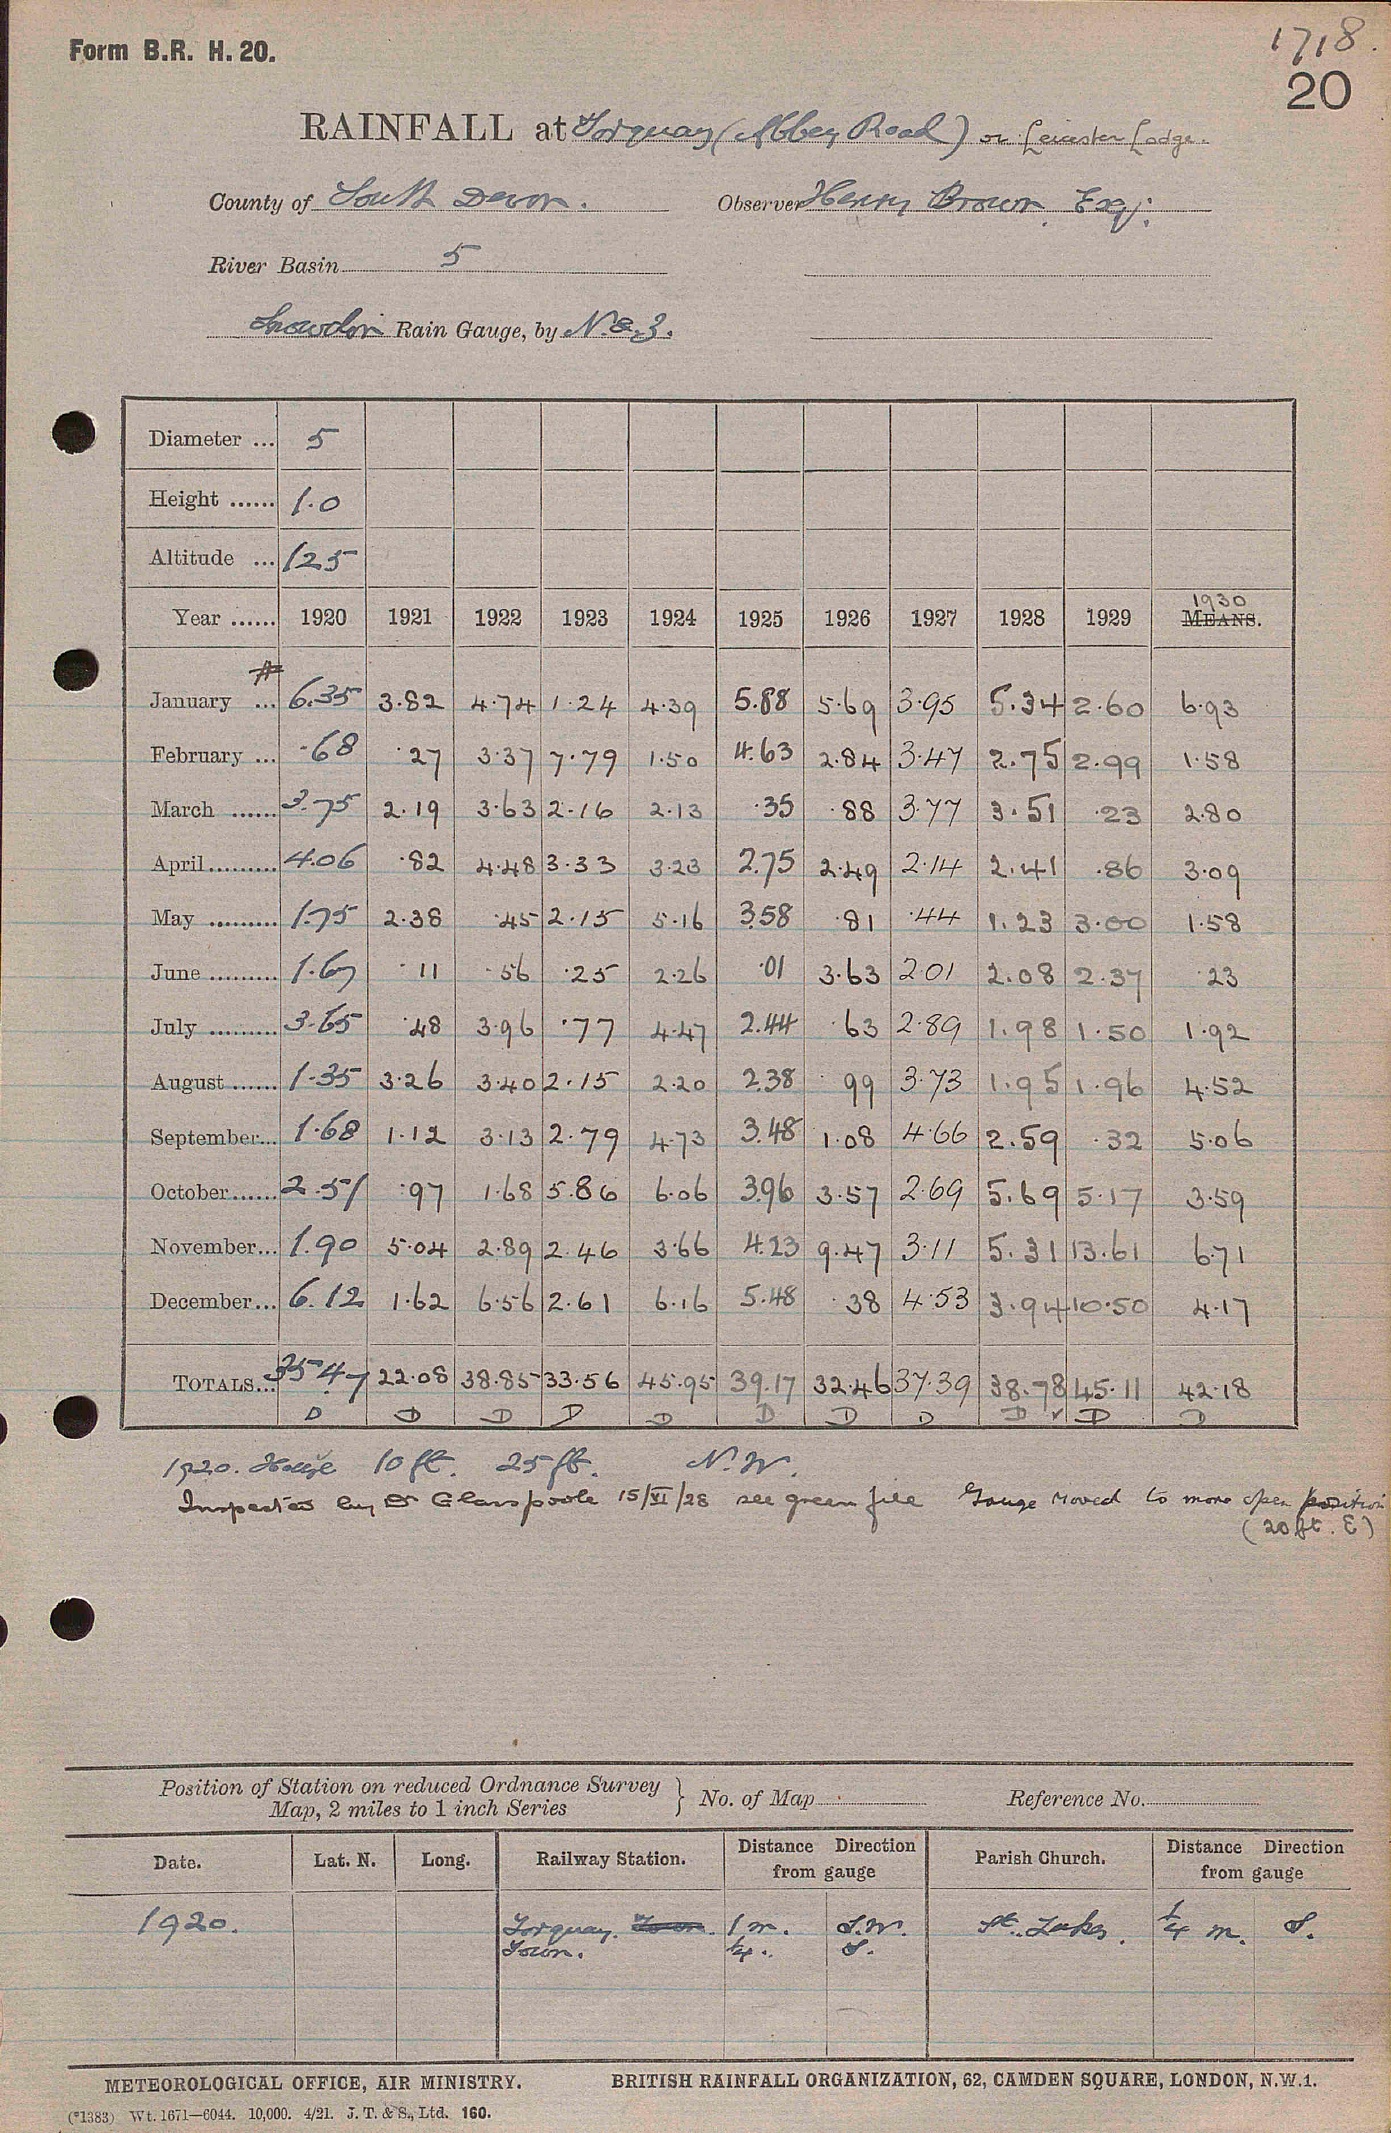 Form B.R. H. 20.
1718.
20
RAINFALL at Torquay (Abbey Road) or Leicester Lodge.
County of South Devon. Observer Henry Brown Esq;
River Basin 5
Snowdon Rain Gauge, by N. & Z.
Diameter ... 5
Height ...... 1.0
Altitude ... 125
Year ...... 1920 1921 1922 1923 1924 1925 1926 1927 1928 1929 1930 MEANS.
January ... 6.35 3.82 4.74 1.24 4.39 5.88 5.69 3.95 5.34 2.60 6.93
February ... .68 .27 3.37 7.79 1.50 4.63 2.84 3.47 2.75 2.99 1.58
March ...... 3.75 2.19 3.63 2.16 2.13 .35 .88 3.77 3.51 .23 2.80
April ......... 4.06 .82 4.48 3.33 3.23 2.75 2.49 2.14 2.41 .86 3.09
May ......... 1.75 2.38 .45 2.15 5.16 3.58 .81 .44 1.23 3.00 1.58
June ......... 1.67 .11 .56 .25 2.26 .01 3.63 2.01 2.08 2.37 .23
July ......... 3.65 .48 3.96 .77 4.47 2.44 .63 2.89 1.98 1.50 1.92
August ...... 1.35 3.26 3.40 2.15 2.20 2.38 .99 3.73 1.95 1.96 4.52
September... 1.68 1.12 3.13 2.79 4.73 3.48 1.08 4.66 2.59 .32 5.06
October ...... 2.51 .97 1.68 5.86 6.06 3.96 3.57 2.69 5.69 5.17 3.59
November... 1.90 5.04 2.89 2.46 3.66 4.23 9.47 3.11 5.31 13.61 6.71
December... 6.12 1.62 6.56 2.61 6.16 5.48 .38 4.53 3.94 10.50 4.17
TOTALS... 35.47 22.08 38.85 33.56 45.95 39.17 32.46 37.39 38.78 45.11 42.18
D D D D D D D D D ✓ D D
1920. House 10 ft. 25 ft. N.W.
Inspected by Dr Glasspoole 15/VI/28 see green file Gauge moved to more open position
(20 ft. E)
Position of Station on reduced Ordnance Survey
Map, 2 miles to 1 inch Series } No. of Map Reference No.
Date. Lat. N. Long. Railway Station. Distance Direction from gauge Parish Church. Distance Direction from gauge
1920. Torquay. Town. 1 m. S.W. St. Lukes. 1/4 m. S.
Town. 1/4 .. S.
METEOROLOGICAL OFFICE, AIR MINISTRY. BRITISH RAINFALL ORGANIZATION, 62, CAMDEN SQUARE, LONDON, N.W.1.
(*1383) Wt. 1671—6044. 10,000. 4/21. J. T. & S., Ltd. 160.